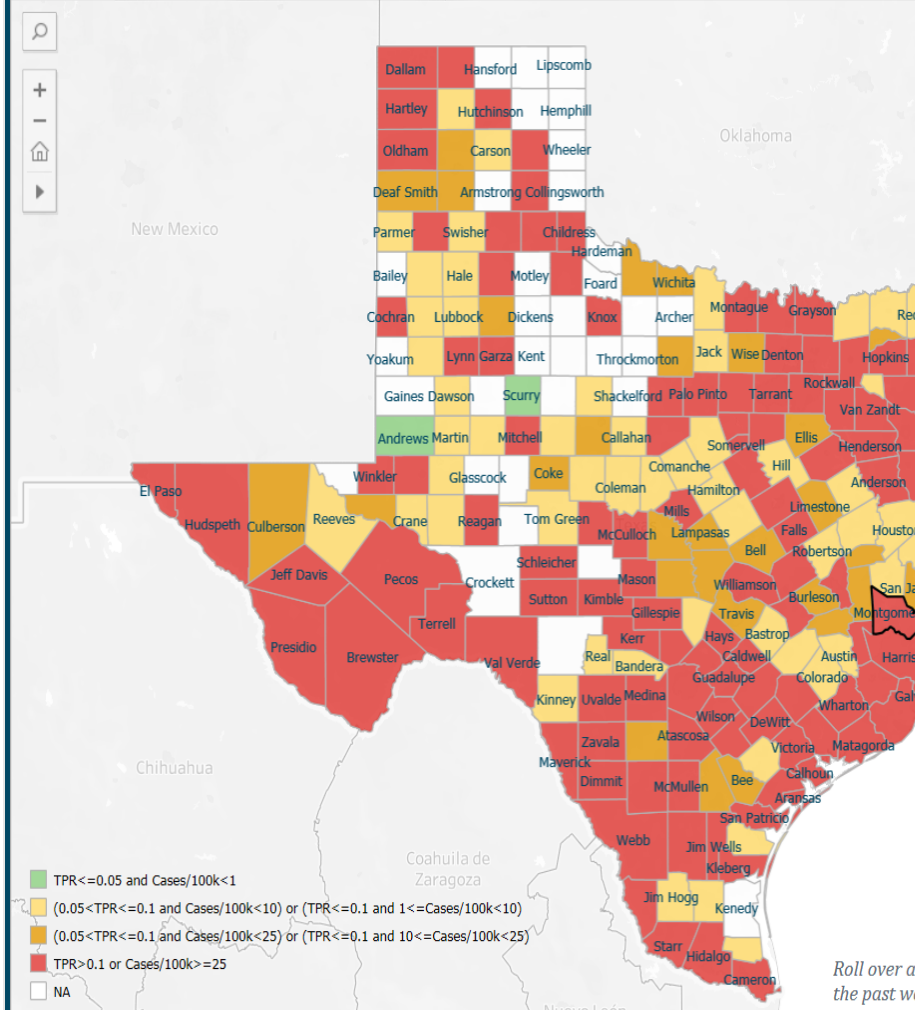 Dallam Hansford Lipscomb
Hartley Hutchinson Hemphill
Oklahoma
Oldham Carson Wheeler
Deaf Smith Armstrong Collingsworth
New Mexico
Parmer Swisher Childress
Hardeman
Bailey Hale Motley Foard Wichita
Cochran Lubbock Dickens Knox Archer Montague Grayson Red
Yoakum Lynn Garza Kent Throckmorton Jack Wise Denton Hopkins
Gaines Dawson Scurry Shackelford Palo Pinto Tarrant Rockwall
Van Zandt
Andrews Martin Mitchell Callahan Somervell Ellis Henderson
El Paso Winkler Glasscock Coke Coleman Comanche Hill Anderson
Hamilton
Hudspeth Culberson Reeves Crane Reagan Tom Green McCulloch Mills Lampasas Limestone Falls Housto
Jeff Davis Pecos Crockett Schleicher Mason Bell Robertson
Williamson San Ja
Sutton Kimble Gillespie Travis Burleson Montgome
Presidio Brewster Terrell Val Verde Kerr Hays Bastrop
Real Bandera Caldwell Austin Harris
Kinney Uvalde Medina Guadalupe Colorado Gal
Wilson DeWitt Wharton
Zavala Atascosa Victoria Matagorda
Chihuahua Maverick
Dimmit McMullen Bee Calhoun
Aransas
San Patricio
Webb Jim Wells
Coahuila de
Zaragoza
Kleberg
Jim Hogg Kenedy
Starr Hidalgo
Cameron
TPR<=0.05 and Cases/100k<1
(0.05<TPR<=0.1 and Cases/100k<10) or (TPR<=0.1 and 1<=Cases/100k<10)
(0.05<TPR<=0.1 and Cases/100k<25) or (TPR<=0.1 and 10<=Cases/100k<25)
TPR>0.1 or Cases/100k>=25
NA
Roll over a
the past we
Nuevo León